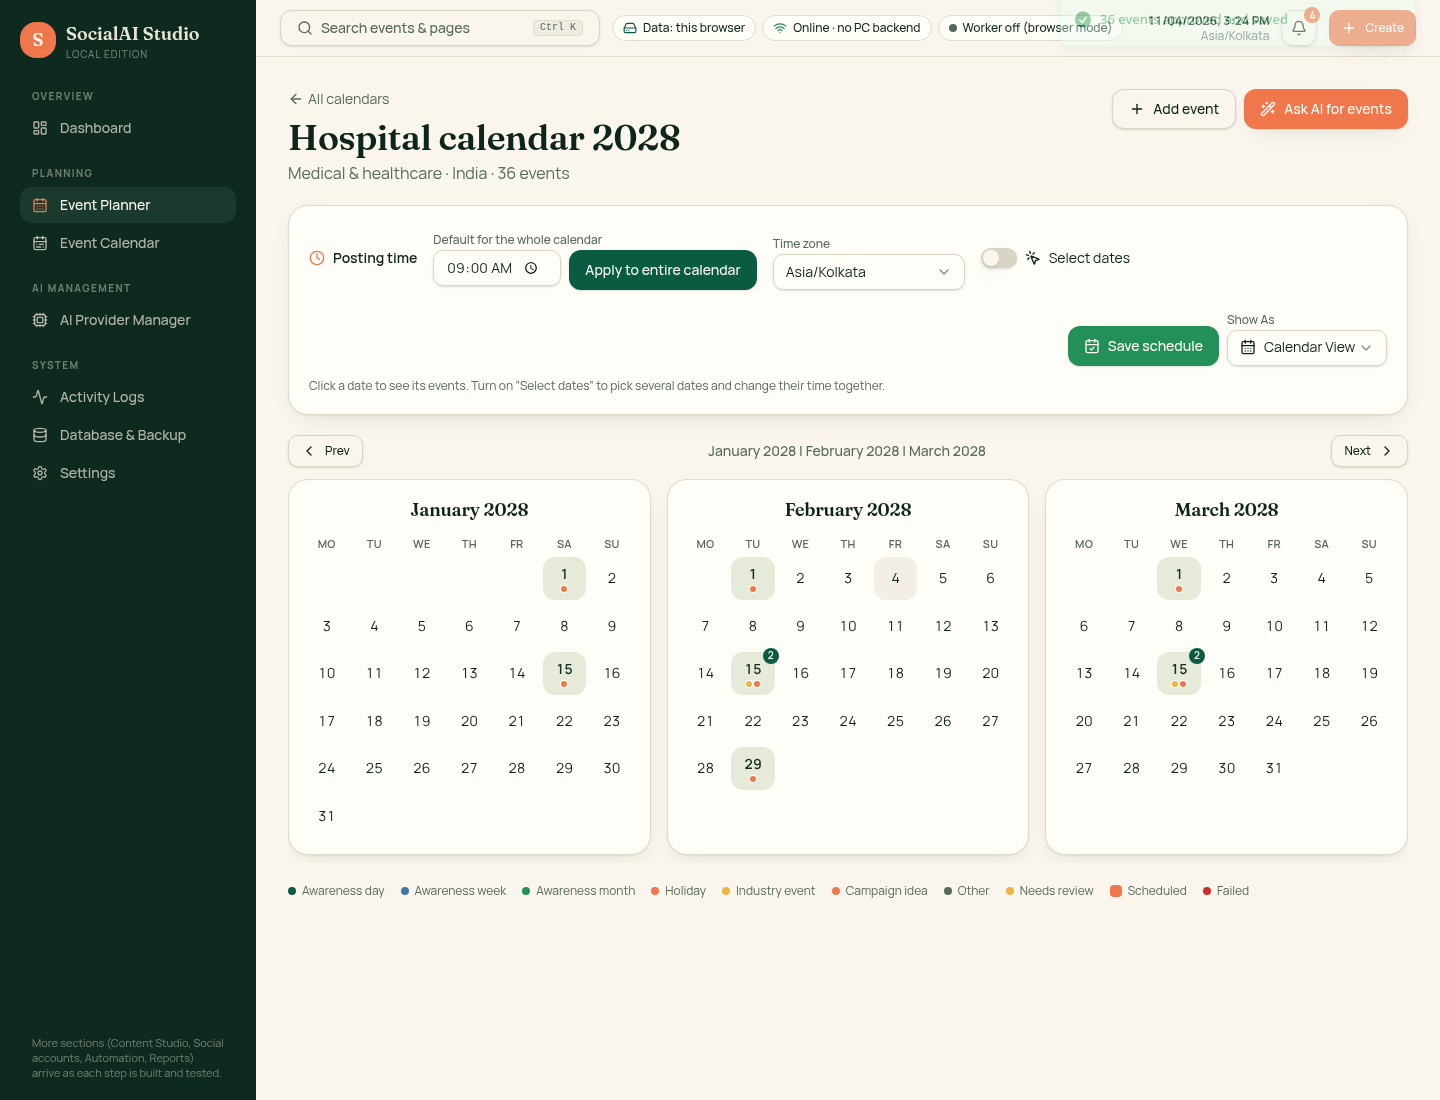 S
SocialAI Studio
LOCAL EDITION
OVERVIEW
Dashboard
PLANNING
Event Planner
Event Calendar
AI MANAGEMENT
AI Provider Manager
SYSTEM
Activity Logs
Database & Backup
Settings
More sections (Content Studio, Social
accounts, Automation, Reports)
arrive as each step is built and tested.
Search events & pages
Ctrl K
Data: this browser
Online · no PC backend
Worker off (browser mode)
36 events
11/04/2026, 3:24 PM
Asia/Kolkata
4
Create
All calendars
Hospital calendar 2028
Medical & healthcare · India · 36 events
Add event
Ask AI for events
Posting time
Default for the whole calendar
09:00 AM
Apply to entire calendar
Time zone
Asia/Kolkata
Select dates
Save schedule
Show As
Calendar View
Click a date to see its events. Turn on "Select dates" to pick several dates and change their time together.
Prev
January 2028 | February 2028 | March 2028
Next
January 2028
MO TU WE TH FR SA SU
1 2
3 4 5 6 7 8 9
10 11 12 13 14 15 16
17 18 19 20 21 22 23
24 25 26 27 28 29 30
31
February 2028
MO TU WE TH FR SA SU
1 2 3 4 5 6
7 8 9 10 11 12 13
14 15 2 16 17 18 19 20
21 22 23 24 25 26 27
28 29
March 2028
MO TU WE TH FR SA SU
1 2 3 4 5
6 7 8 9 10 11 12
13 14 15 2 16 17 18 19
20 21 22 23 24 25 26
27 28 29 30 31
Awareness day
Awareness week
Awareness month
Holiday
Industry event
Campaign idea
Other
Needs review
Scheduled
Failed